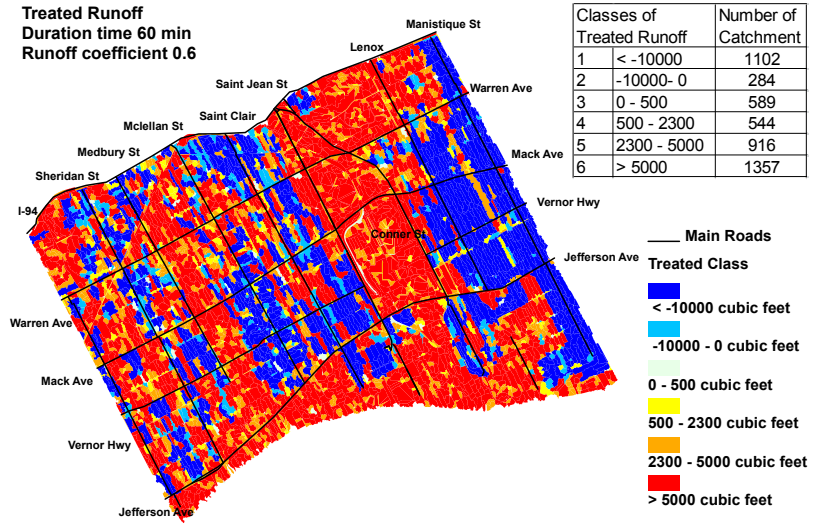 Treated Runoff
Duration time 60 min
Runoff coefficient 0.6
Classes of Treated Runoff | Number of Catchment
1 | < -10000 | 1102
2 | -10000- 0 | 284
3 | 0 - 500 | 589
4 | 500 - 2300 | 544
5 | 2300 - 5000 | 916
6 | > 5000 | 1357
Manistique St
Lenox
Saint Jean St
Warren Ave
Saint Clair
Mclellan St
Medbury St
Mack Ave
Sheridan St
Vernor Hwy
I-94
Conner St
Jefferson Ave
Warren Ave
Mack Ave
Vernor Hwy
Jefferson Ave
Main Roads
Treated Class
< -10000 cubic feet
-10000 - 0 cubic feet
0 - 500 cubic feet
500 - 2300 cubic feet
2300 - 5000 cubic feet
> 5000 cubic feet